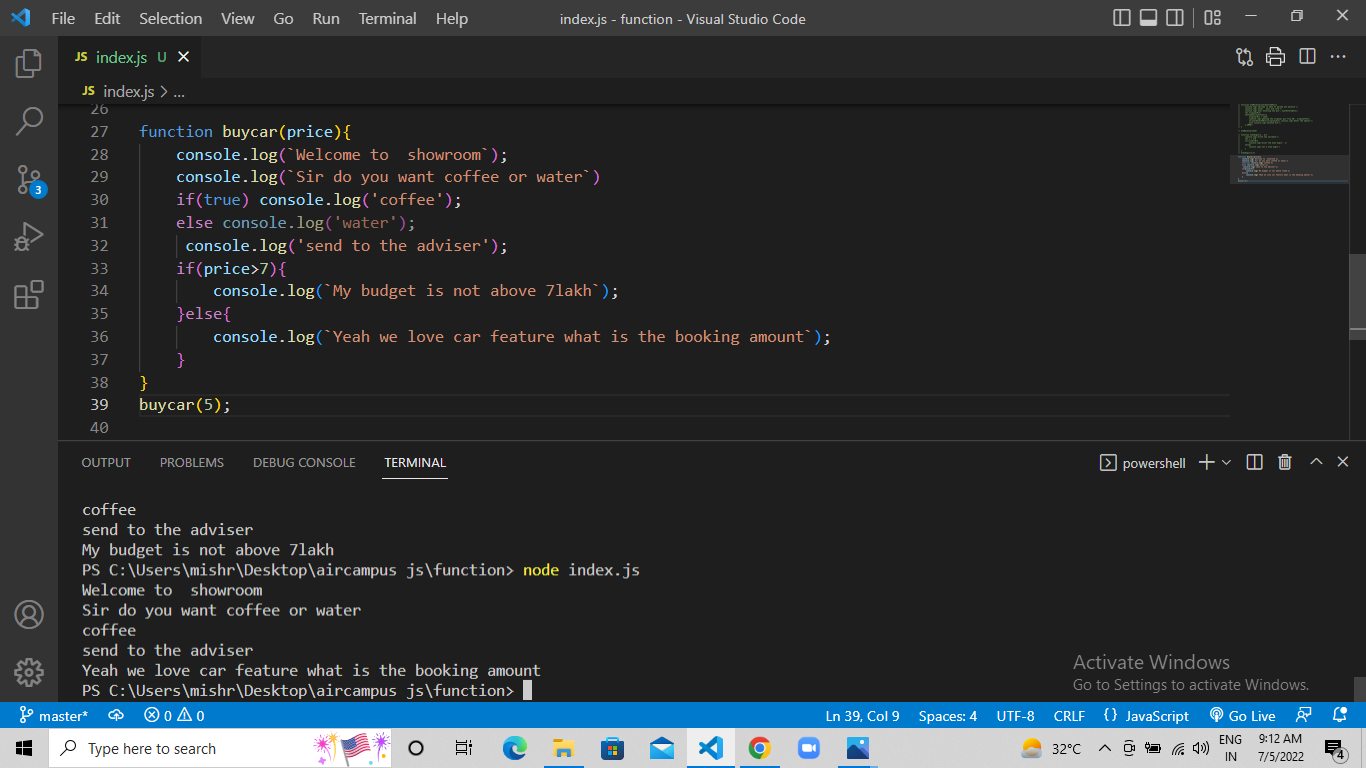 File Edit Selection View Go Run Terminal Help index.js - function - Visual Studio Code
JS index.js U
JS index.js > ...
26
27 function buycar(price){
28 console.log(`Welcome to  showroom`);
29 console.log(`Sir do you want coffee or water`)
30 if(true) console.log('coffee');
31 else console.log('water');
32 console.log('send to the adviser');
33 if(price>7){
34 console.log(`My budget is not above 7lakh`);
35 }else{
36 console.log(`Yeah we love car feature what is the booking amount`);
37 }
38 }
39 buycar(5);
40
3
OUTPUT PROBLEMS DEBUG CONSOLE TERMINAL powershell
coffee
send to the adviser
My budget is not above 7lakh
PS C:\Users\mishr\Desktop\aircampus js\function> node index.js
Welcome to  showroom
Sir do you want coffee or water
coffee
send to the adviser
Yeah we love car feature what is the booking amount
PS C:\Users\mishr\Desktop\aircampus js\function>
Activate Windows
Go to Settings to activate Windows.
master* 0 0 Ln 39, Col 9 Spaces: 4 UTF-8 CRLF {} JavaScript Go Live
Type here to search 32°C ENG 9:12 AM
IN 7/5/2022 4